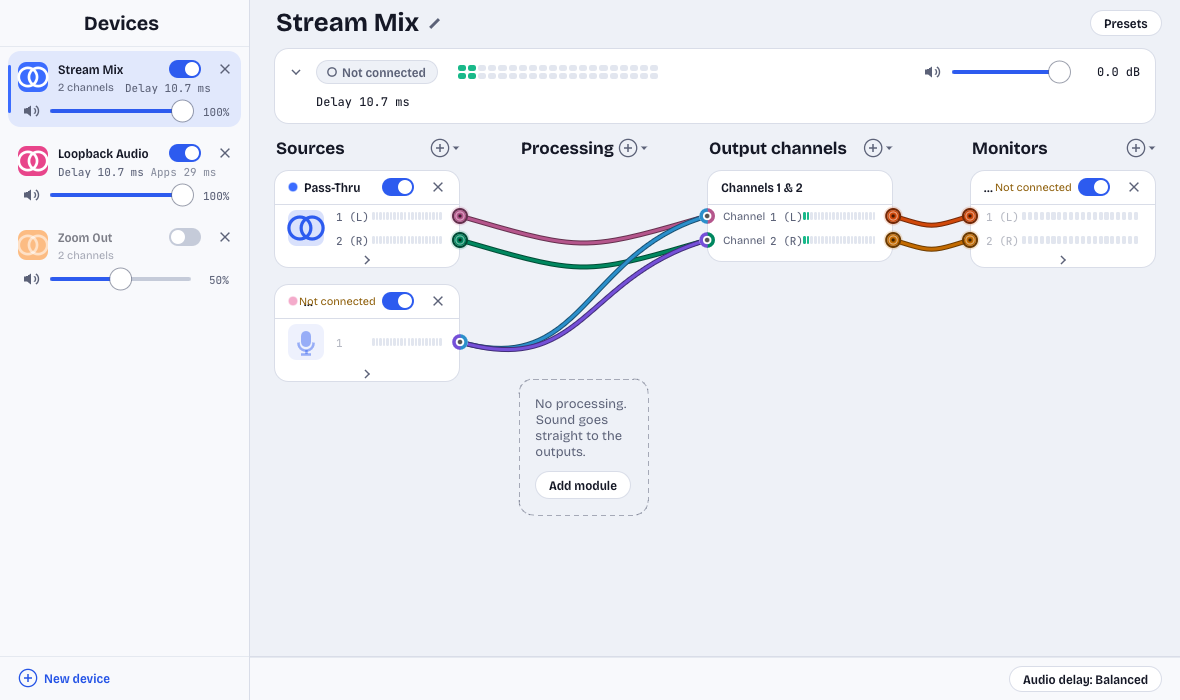 Devices
Stream Mix
2 channels Delay 10.7 ms
100%
Loopback Audio
Delay 10.7 ms Apps 29 ms
100%
Zoom Out
2 channels
50%
New device
Stream Mix
Presets
Not connected
0.0 dB
Delay 10.7 ms
Sources
Processing
Output channels
Monitors
Pass-Thru
1 (L)
2 (R)
Not connected
1
No processing.
Sound goes
straight to the
outputs.
Add module
Channels 1 & 2
Channel 1 (L)
Channel 2 (R)
... Not connected
1 (L)
2 (R)
Audio delay: Balanced